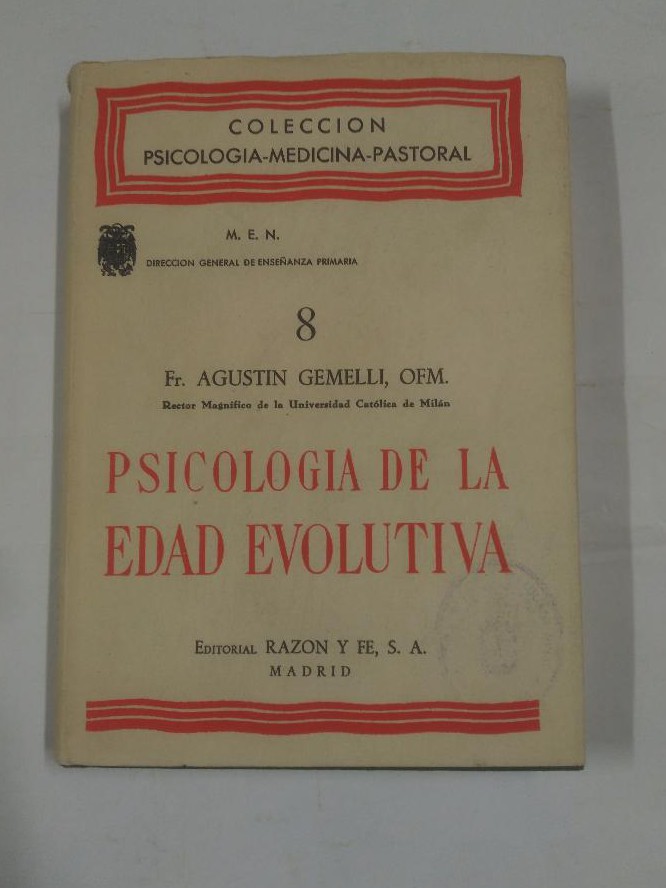 COLECCION
PSICOLOGIA-MEDICINA-PASTORAL
M. E. N.
DIRECCION GENERAL DE ENSEÑANZA PRIMARIA
8
Fr. AGUSTIN GEMELLI, OFM.
Rector Magnífico de la Universidad Católica de Milán
PSICOLOGIA DE LA
EDAD EVOLUTIVA
Editorial RAZON Y FE, S. A.
MADRID